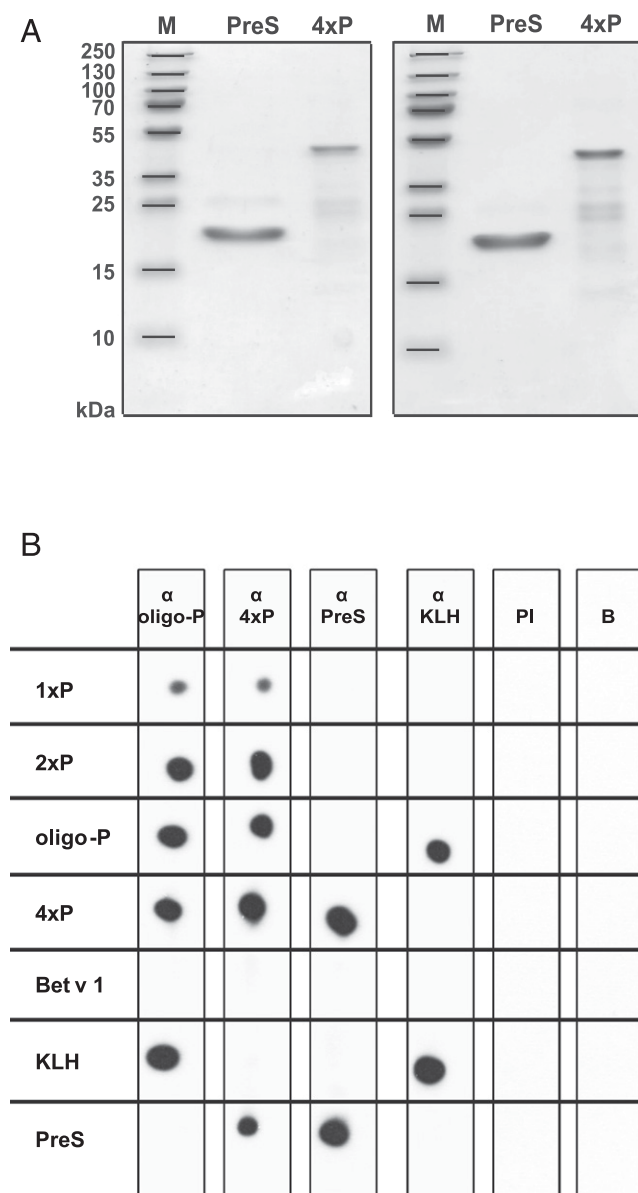 A
M PreS 4xP M PreS 4xP
250
130
100
70
55
35
25
15
10
kDa
B
α oligo-P α 4xP α PreS α KLH PI B
1xP
2xP
oligo-P
4xP
Bet v 1
KLH
PreS